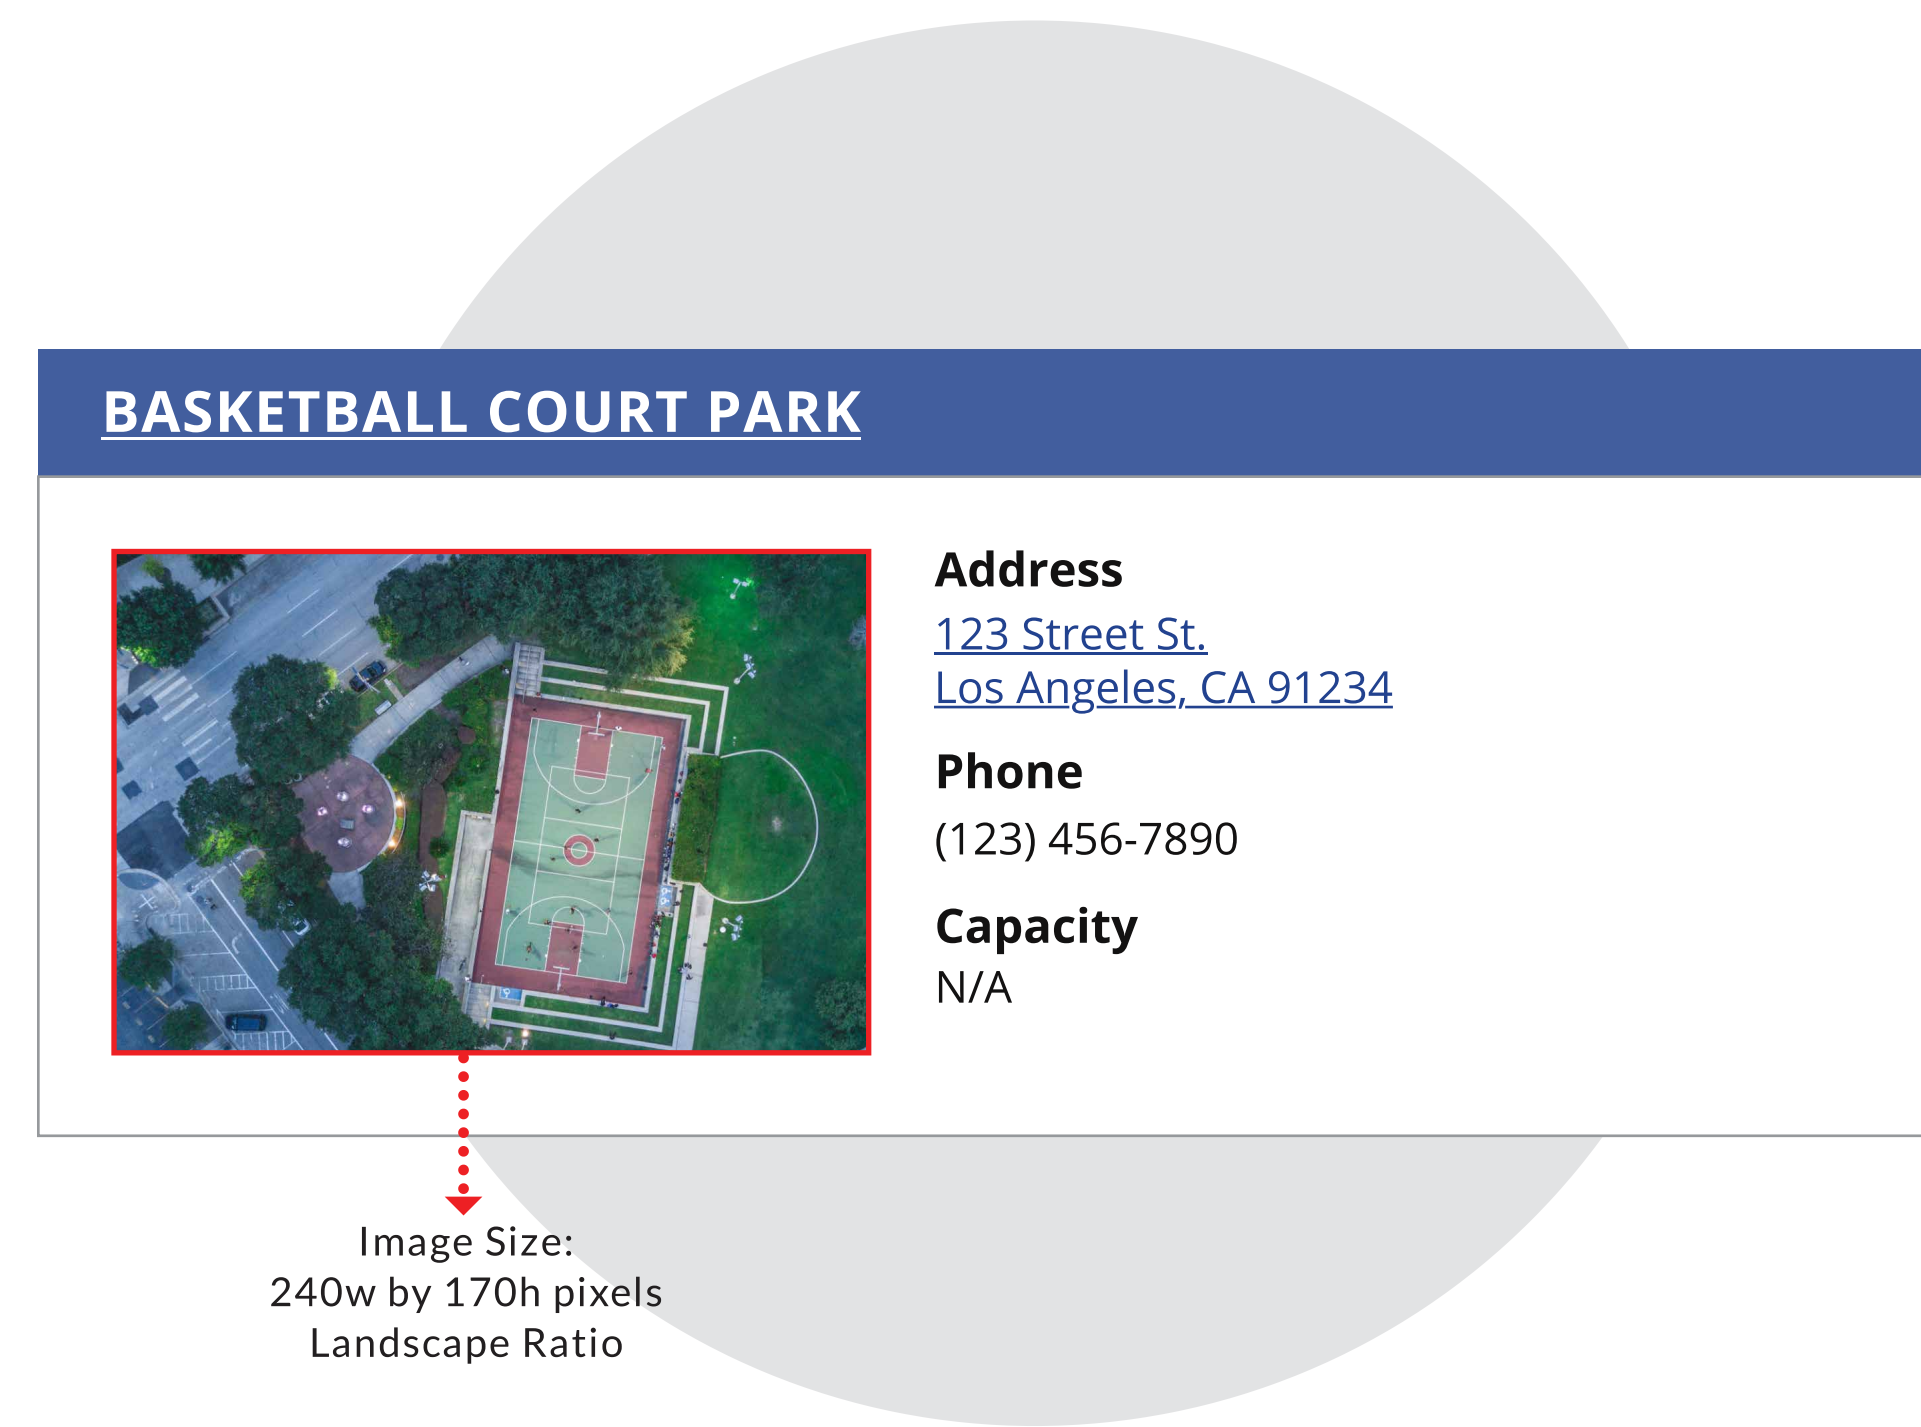 BASKETBALL COURT PARK
Address
123 Street St.
Los Angeles, CA 91234
Phone
(123) 456-7890
Capacity
N/A
Image Size:
240w by 170h pixels
Landscape Ratio